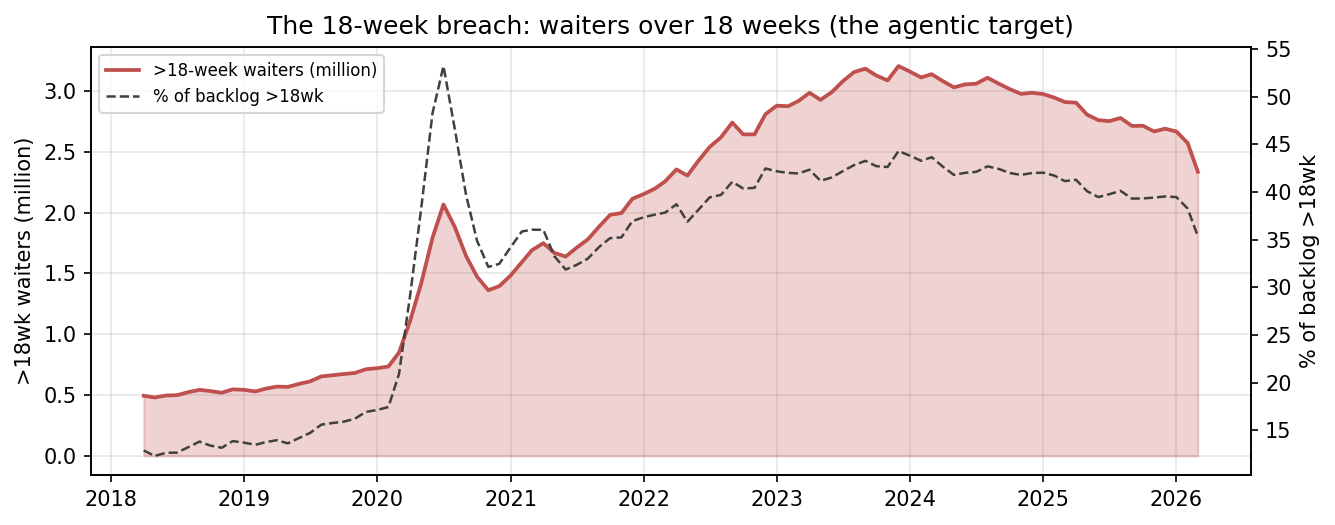 The 18-week breach: waiters over 18 weeks (the agentic target)
>18-week waiters (million)
% of backlog >18wk
>18wk waiters (million)
3.0
2.5
2.0
1.5
1.0
0.5
0.0
55
50
45
40
35
30
25
20
15
% of backlog >18wk
2018 2019 2020 2021 2022 2023 2024 2025 2026